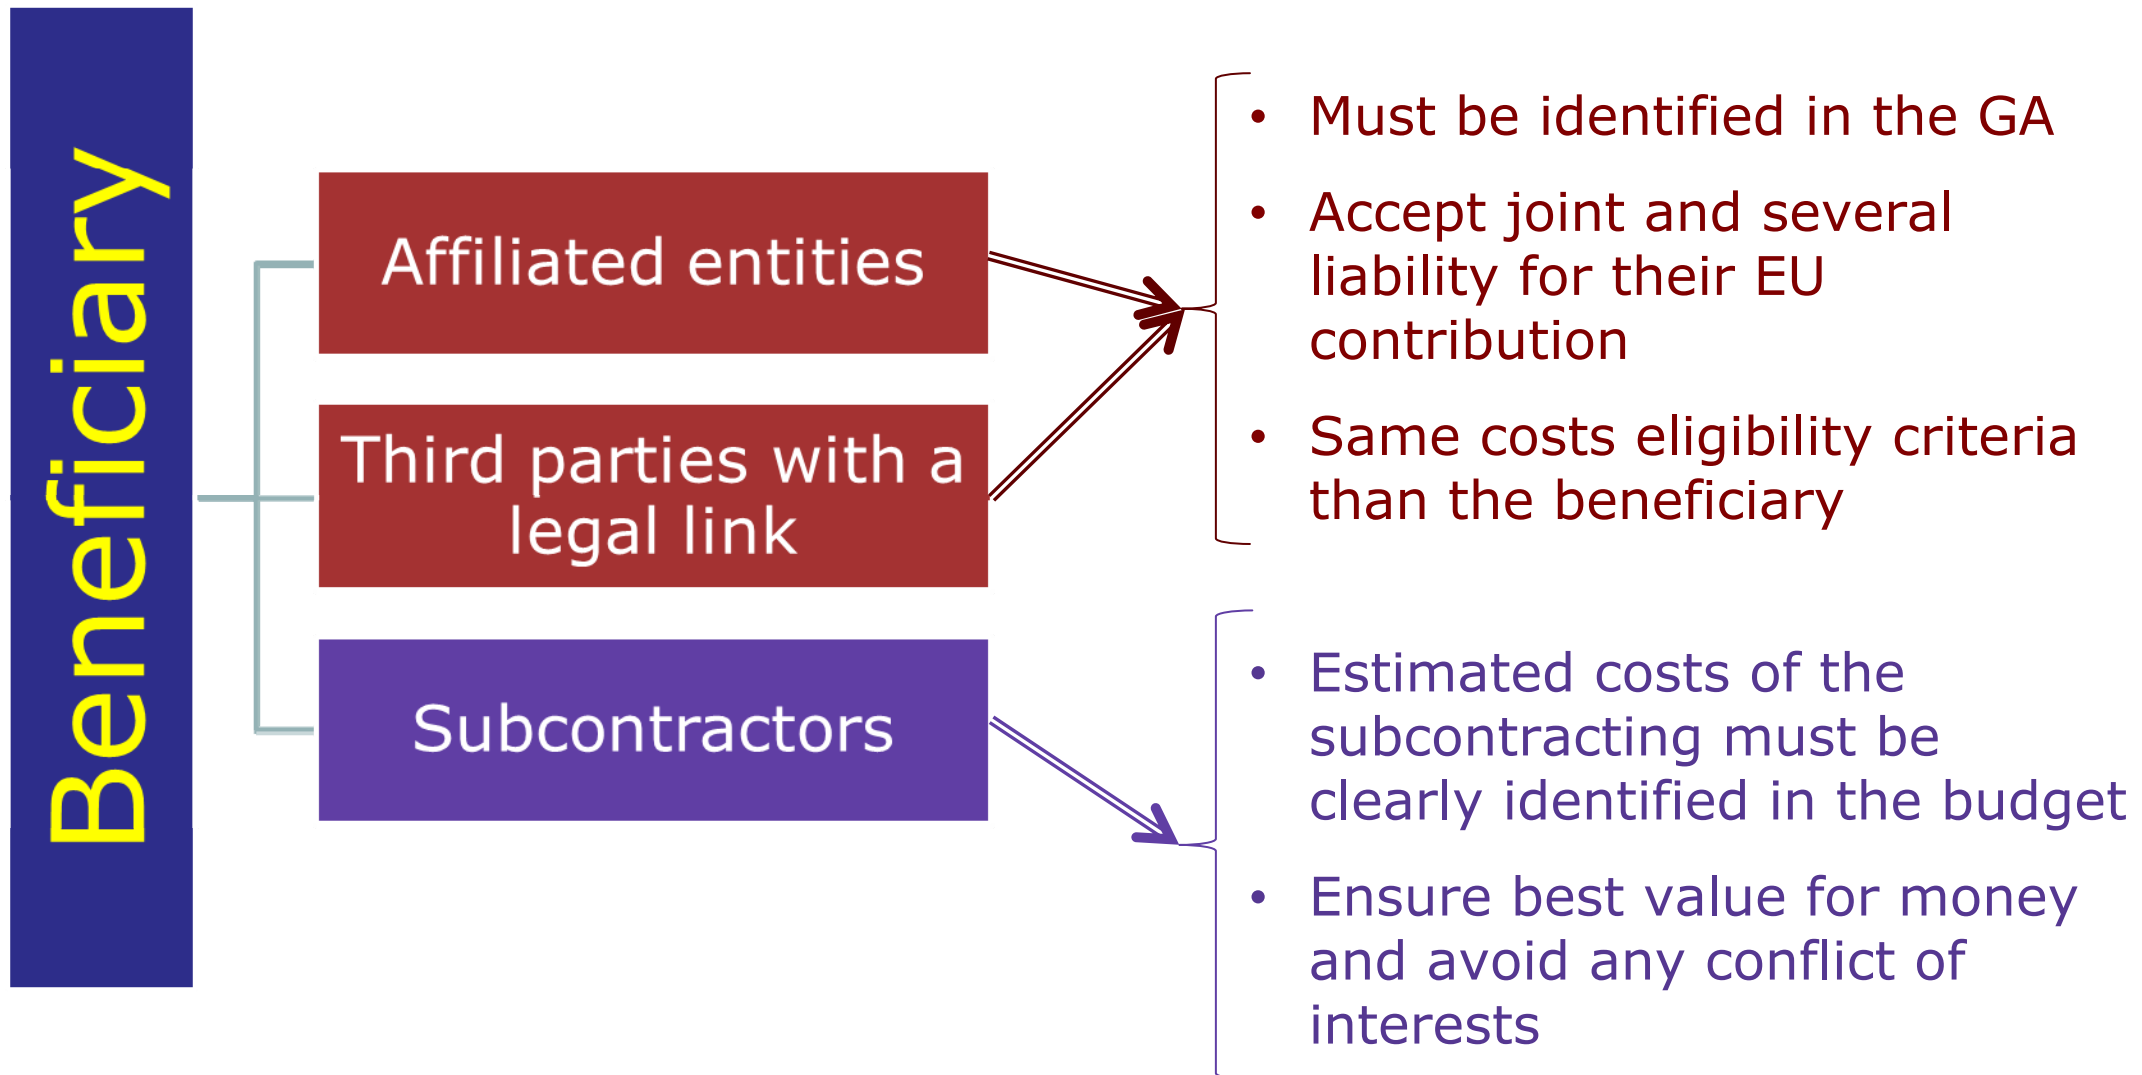 Beneficiary
Affiliated entities
Third parties with a
legal link
Subcontractors
• Must be identified in the GA
• Accept joint and several
liability for their EU
contribution
• Same costs eligibility criteria
than the beneficiary
• Estimated costs of the
subcontracting must be
clearly identified in the budget
• Ensure best value for money
and avoid any conflict of
interests